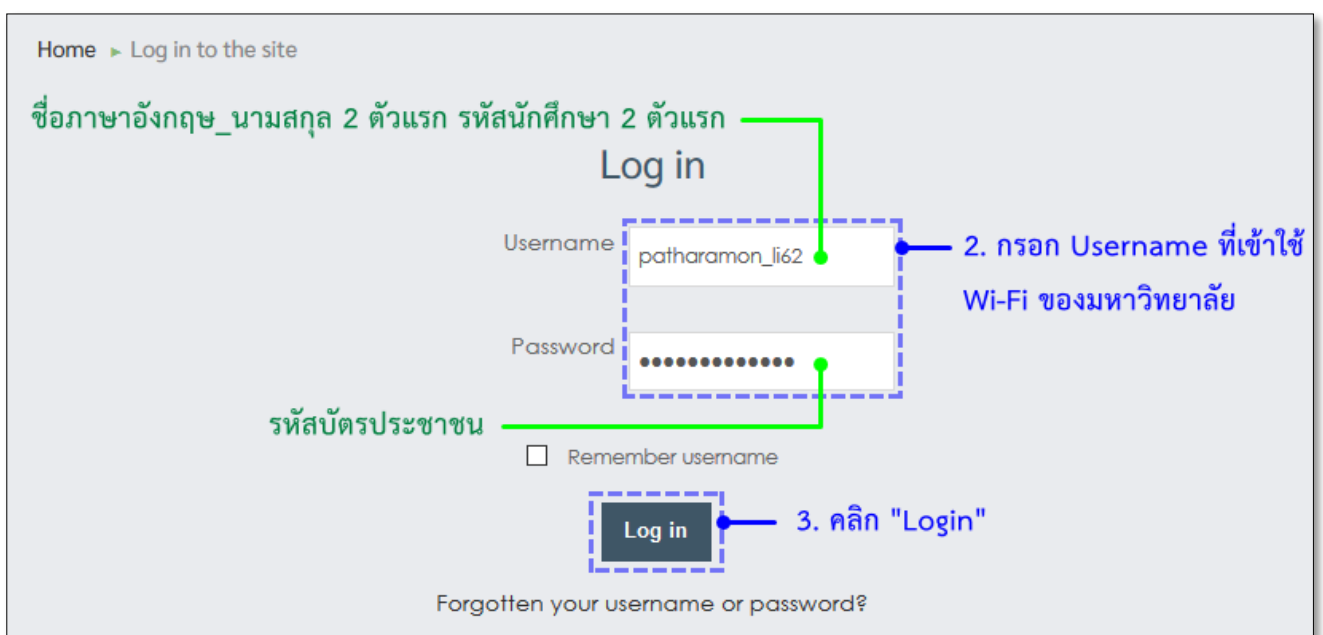 Home ► Log in to the site
ชื่อภาษาอังกฤษ_นามสกุล 2 ตัวแรก รหัสนักศึกษา 2 ตัวแรก
Log in
Username
patharamon_li62
2. กรอก Username ที่เข้าใช้
Wi-Fi ของมหาวิทยาลัย
Password
•••••••••••••
รหัสบัตรประชาชน
Remember username
Log in
3. คลิก "Login"
Forgotten your username or password?